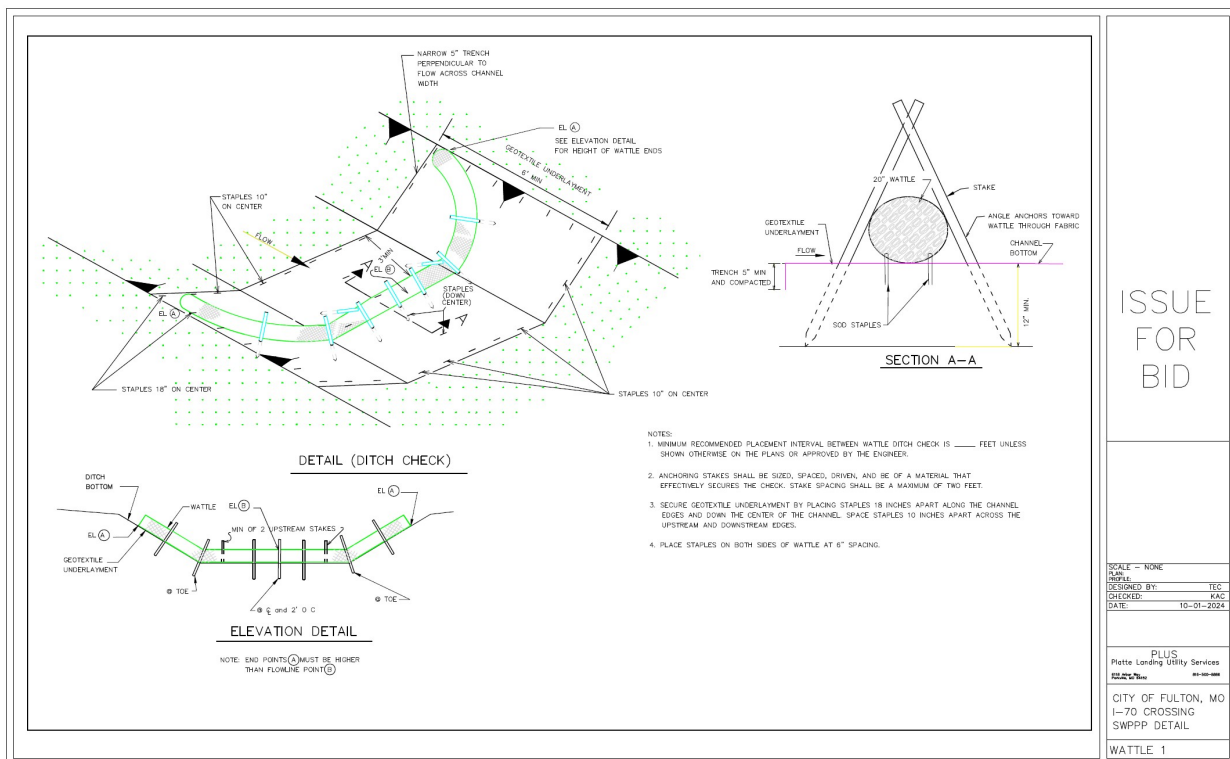 NARROW 5" TRENCH
PERPENDICULAR TO
FLOW ACROSS CHANNEL
WIDTH
EL A
SEE ELEVATION DETAIL
FOR HEIGHT OF WATTLE ENDS
GEOTEXTILE UNDERLAYMENT
6' MIN
STAPLES 10"
ON CENTER
FLOW
3'MIN
A
EL B
STAPLES
(DOWN
CENTER)
A
EL A
STAPLES 18" ON CENTER
STAPLES 10" ON CENTER
DETAIL (DITCH CHECK)
20" WATTLE
STAKE
GEOTEXTILE
UNDERLAYMENT
ANGLE ANCHORS TOWARD
WATTLE THROUGH FABRIC
FLOW
CHANNEL
BOTTOM
TRENCH 5" MIN
AND COMPACTED
SOD STAPLES
12" MIN.
SECTION A-A
DITCH
BOTTOM
WATTLE
EL B
EL A
MIN OF 2 UPSTREAM STAKES
EL A
GEOTEXTILE
UNDERLAYMENT
@ TOE
@ TOE
@ ℄ and 2' O C
ELEVATION DETAIL
NOTE: END POINTS A MUST BE HIGHER
THAN FLOWLINE POINT B
NOTES:
1. MINIMUM RECOMMENDED PLACEMENT INTERVAL BETWEEN WATTLE DITCH CHECK IS ____ FEET UNLESS
SHOWN OTHERWISE ON THE PLANS OR APPROVED BY THE ENGINEER.
2. ANCHORING STAKES SHALL BE SIZED, SPACED, DRIVEN, AND BE OF A MATERIAL THAT
EFFECTIVELY SECURES THE CHECK. STAKE SPACING SHALL BE A MAXIMUM OF TWO FEET.
3. SECURE GEOTEXTILE UNDERLAYMENT BY PLACING STAPLES 18 INCHES APART ALONG THE CHANNEL
EDGES AND DOWN THE CENTER OF THE CHANNEL SPACE STAPLES 10 INCHES APART ACROSS THE
UPSTREAM AND DOWNSTREAM EDGES.
4. PLACE STAPLES ON BOTH SIDES OF WATTLE AT 6" SPACING.
ISSUE
FOR
BID
SCALE - NONE
PLAN:
PROFILE:
DESIGNED BY: TEC
CHECKED: KAC
DATE: 10-01-2024
PLUS
Platte Landing Utility Services
CITY OF FULTON, MO
I-70 CROSSING
SWPPP DETAIL
WATTLE 1